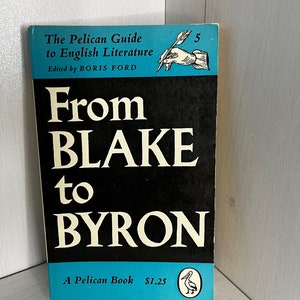 The Pelican Guide 5
to English Literature
Edited by BORIS FORD
From
BLAKE
to
BYRON
A Pelican Book $1.25